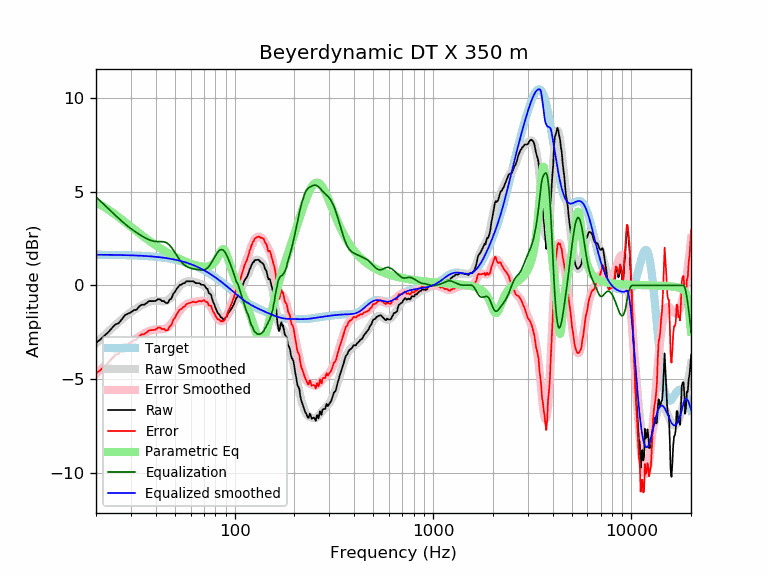 Beyerdynamic DT X 350 m
10
5
0
−5
−10
Amplitude (dBr)
Target
Raw Smoothed
Error Smoothed
Raw
Error
Parametric Eq
Equalization
Equalized smoothed
100
1000
10000
Frequency (Hz)